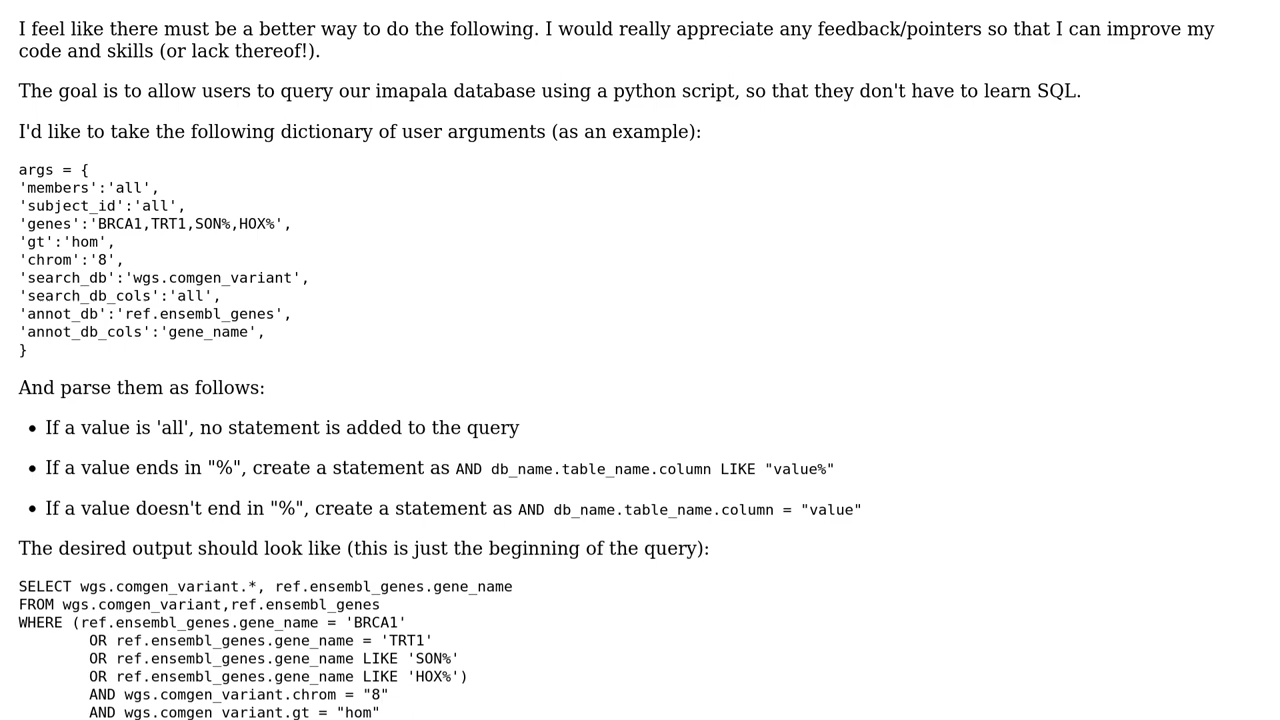 I feel like there must be a better way to do the following. I would really appreciate any feedback/pointers so that I can improve my
code and skills (or lack thereof!).
The goal is to allow users to query our imapala database using a python script, so that they don't have to learn SQL.
I'd like to take the following dictionary of user arguments (as an example):
args = {
'members':'all',
'subject_id':'all',
'genes':'BRCA1,TRT1,SON%,HOX%',
'gt':'hom',
'chrom':'8',
'search_db':'wgs.comgen_variant',
'search_db_cols':'all',
'annot_db':'ref.ensembl_genes',
'annot_db_cols':'gene_name',
}
And parse them as follows:
• If a value is 'all', no statement is added to the query
• If a value ends in "%", create a statement as AND db_name.table_name.column LIKE "value%"
• If a value doesn't end in "%", create a statement as AND db_name.table_name.column = "value"
The desired output should look like (this is just the beginning of the query):
SELECT wgs.comgen_variant.*, ref.ensembl_genes.gene_name
FROM wgs.comgen_variant,ref.ensembl_genes
WHERE (ref.ensembl_genes.gene_name = 'BRCA1'
        OR ref.ensembl_genes.gene_name = 'TRT1'
        OR ref.ensembl_genes.gene_name LIKE 'SON%'
        OR ref.ensembl_genes.gene_name LIKE 'HOX%')
        AND wgs.comgen_variant.chrom = "8"
        AND wgs.comgen_variant.gt = "hom"